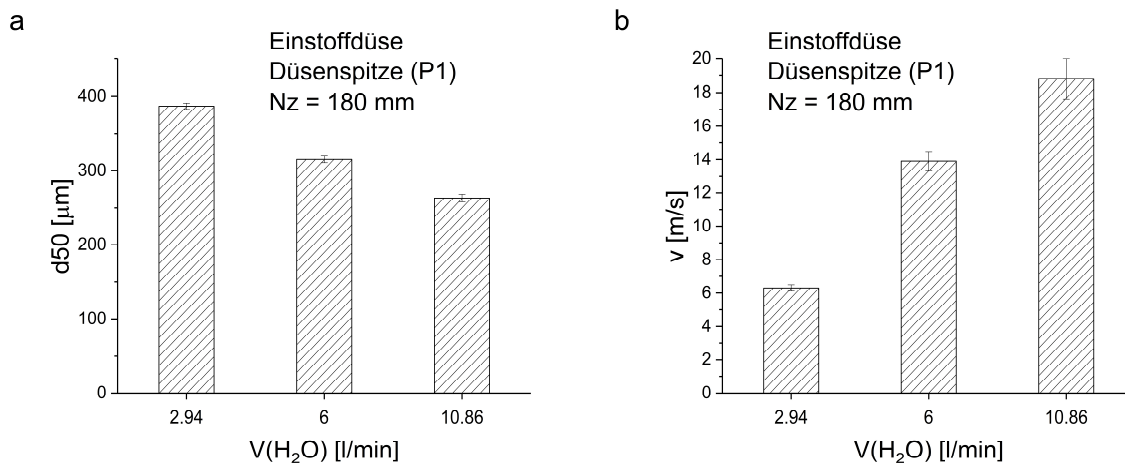 a
Einstoffdüse
Düsenspitze (P1)
Nz = 180 mm
400
300
200
100
0
d50 [μm]
2.94 6 10.86
V(H₂O) [l/min]
b
Einstoffdüse
Düsenspitze (P1)
Nz = 180 mm
20
18
16
14
12
10
8
6
4
2
0
v [m/s]
2.94 6 10.86
V(H₂O) [l/min]